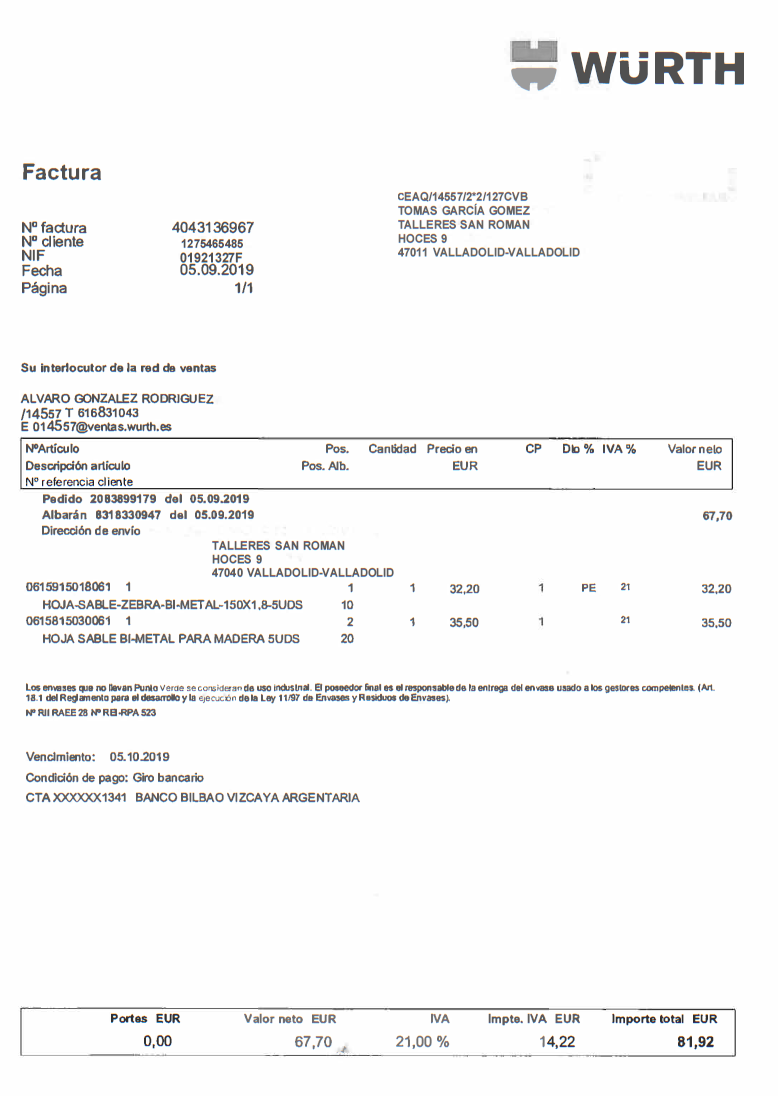 WÜRTH
Factura
CEAQ/14557/2*2/127CVB
TOMAS GARCÍA GOMEZ
TALLERES SAN ROMAN
HOCES 9
47011 VALLADOLID-VALLADOLID
Nº factura 4043136967
Nº cliente 1275465485
NIF 01921327F
Fecha 05.09.2019
Página 1/1
Su interlocutor de la red de ventas
ALVARO GONZALEZ RODRIGUEZ
/14557 T 616831043
E 014557@ventas.wurth.es
NºArtículo Pos. Cantidad Precio en CP Dto % IVA % Valor neto
Descripción artículo Pos. Alb. EUR EUR
Nº referencia cliente
Pedido 2083899179 del 05.09.2019
Albarán 8318330947 del 05.09.2019 67,70
Dirección de envío
TALLERES SAN ROMAN
HOCES 9
47040 VALLADOLID-VALLADOLID
0615915018061 1 1 1 32,20 1 PE 21 32,20
HOJA-SABLE-ZEBRA-BI-METAL-150X1,8-5UDS 10
0615815030061 1 2 1 35,50 1 21 35,50
HOJA SABLE BI-METAL PARA MADERA 5UDS 20
Los envases que no llevan Punto Verde se consideran de uso industrial. El poseedor final es el responsable de la entrega del envase usado a los gestores competentes. (Art.
18.1 del Reglamento para el desarrollo y la ejecución de la Ley 11/97 de Envases y Residuos de Envases).
Nº RII RAEE 28 Nº REI-RPA 523
Vencimiento: 05.10.2019
Condición de pago: Giro bancario
CTA XXXXXX1341 BANCO BILBAO VIZCAYA ARGENTARIA
Portes EUR Valor neto EUR IVA Impte. IVA EUR Importe total EUR
0,00 67,70 21,00 % 14,22 81,92